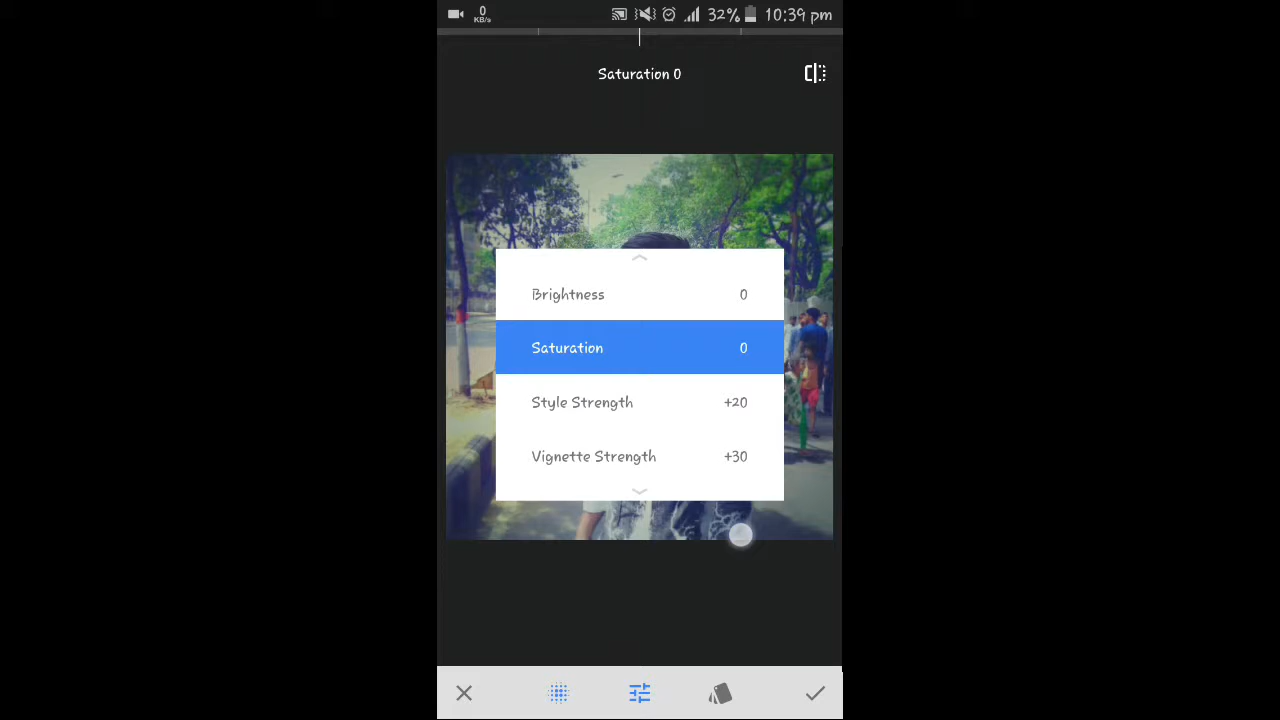 0
KB/s
32% 10:39 pm
Saturation 0
Brightness 0
Saturation 0
Style Strength +20
Vignette Strength +30